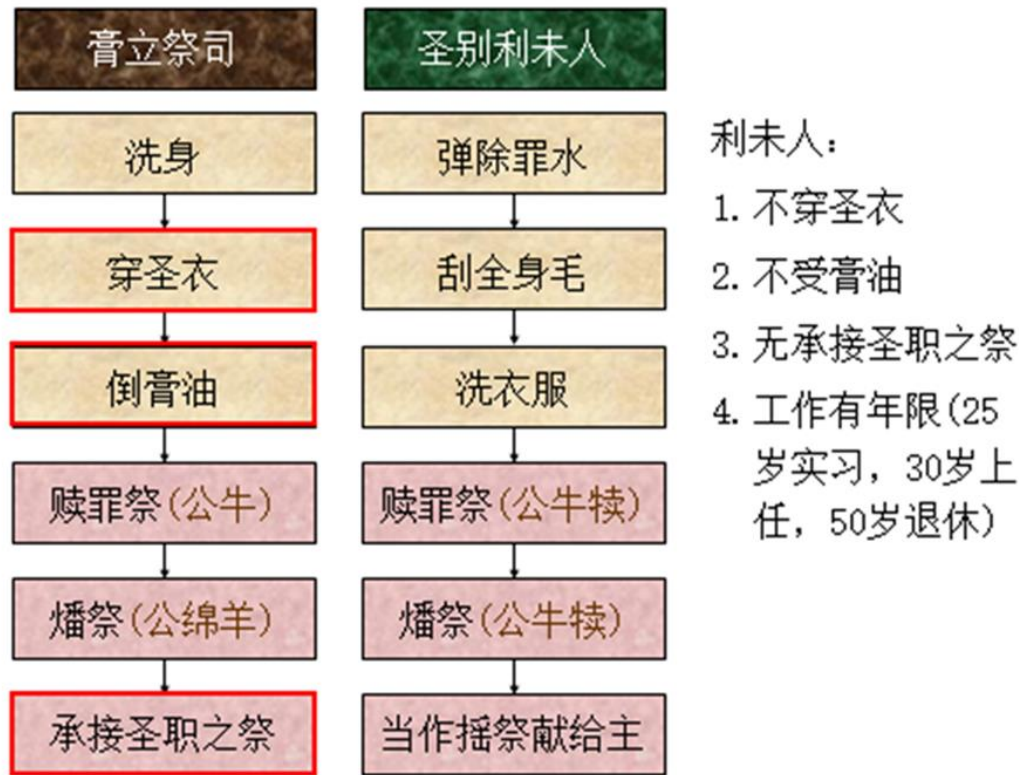 膏立祭司
洗身
穿圣衣
倒膏油
赎罪祭(公牛)
燔祭(公绵羊)
承接圣职之祭
圣别利未人
弹除罪水
刮全身毛
洗衣服
赎罪祭(公牛犊)
燔祭(公牛犊)
当作摇祭献给主
利未人:
1. 不穿圣衣
2. 不受膏油
3. 无承接圣职之祭
4. 工作有年限(25
岁实习, 30岁上
任, 50岁退休)